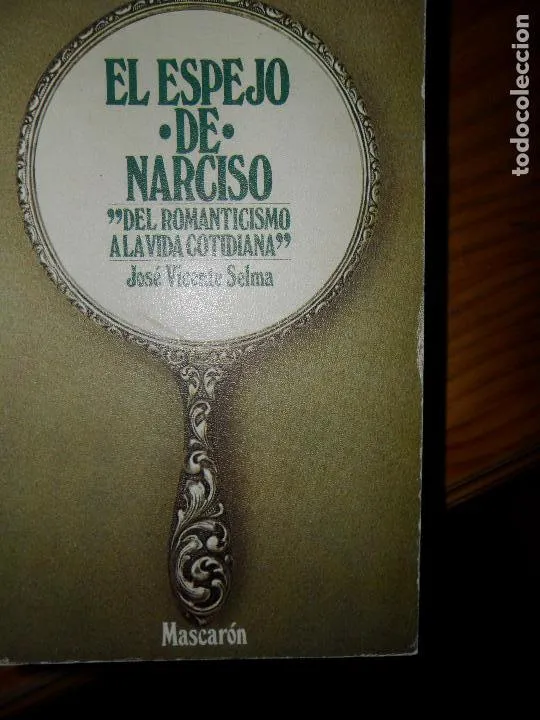 EL ESPEJO
·DE·
NARCISO
"DEL ROMANTICISMO
A LA VIDA COTIDIANA"
José Vicente Selma
Mascarón
todocoleccion